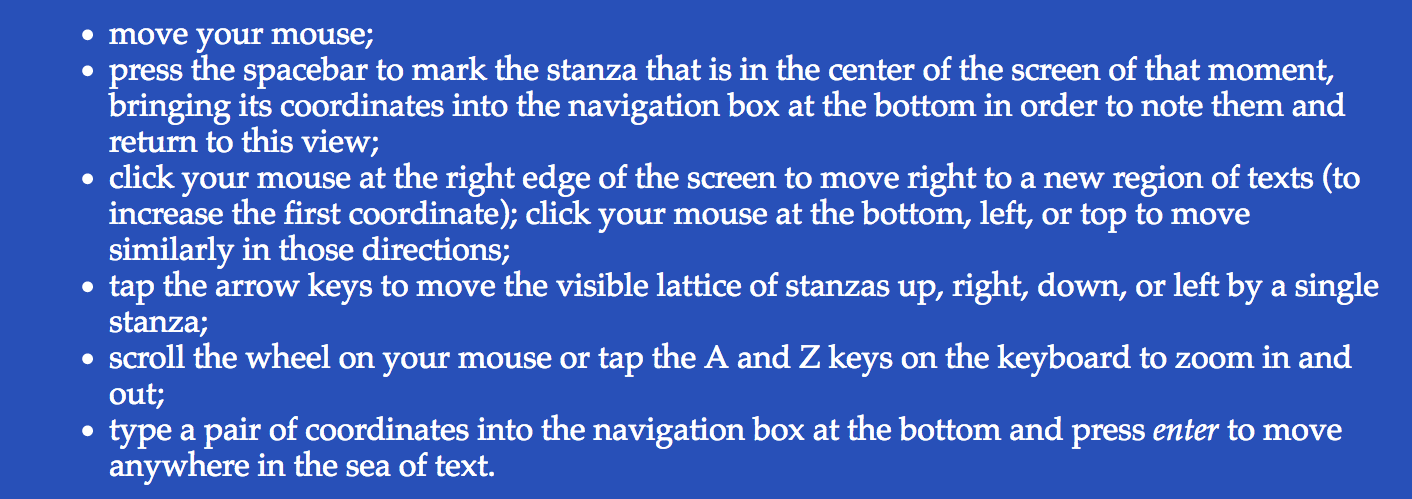 • move your mouse;
• press the spacebar to mark the stanza that is in the center of the screen of that moment,
bringing its coordinates into the navigation box at the bottom in order to note them and
return to this view;
• click your mouse at the right edge of the screen to move right to a new region of texts (to
increase the first coordinate); click your mouse at the bottom, left, or top to move
similarly in those directions;
• tap the arrow keys to move the visible lattice of stanzas up, right, down, or left by a single
stanza;
• scroll the wheel on your mouse or tap the A and Z keys on the keyboard to zoom in and
out;
• type a pair of coordinates into the navigation box at the bottom and press enter to move
anywhere in the sea of text.